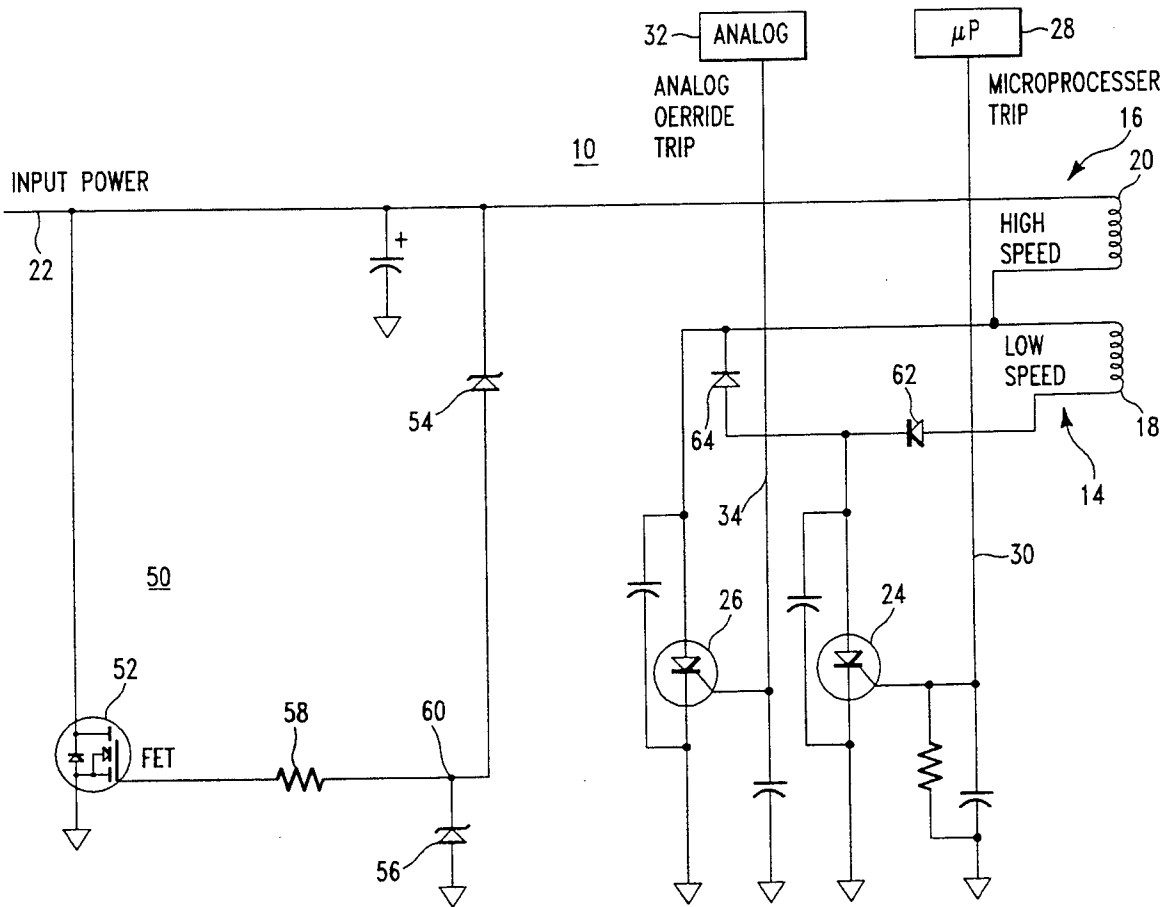 32
ANALOG
μP
28
ANALOG
OERRIDE
TRIP
MICROPROCESSER
TRIP
10
16
20
INPUT POWER
22
+
HIGH
SPEED
LOW
SPEED
62
54
64
18
34
14
30
50
26
24
52
58
60
FET
56